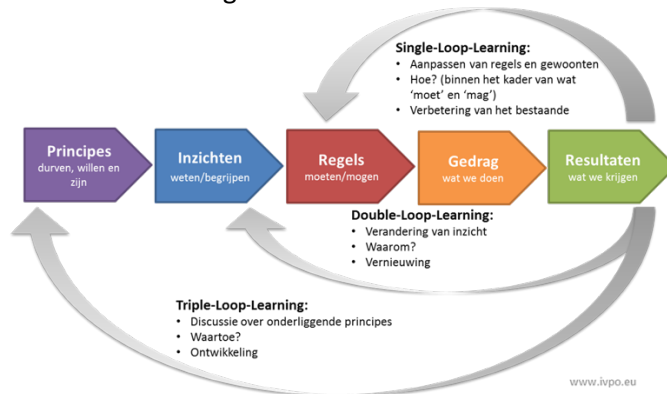 Single-Loop-Learning:
• Aanpassen van regels en gewoonten
• Hoe? (binnen het kader van wat
‘moet’ en ‘mag’)
• Verbetering van het bestaande
Principes
durven, willen en
zijn
Inzichten
weten/begrijpen
Regels
moeten/mogen
Gedrag
wat we doen
Resultaten
wat we krijgen
Double-Loop-Learning:
• Verandering van inzicht
• Waarom?
• Vernieuwing
Triple-Loop-Learning:
• Discussie over onderliggende principes
• Waartoe?
• Ontwikkeling
www.ivpo.eu